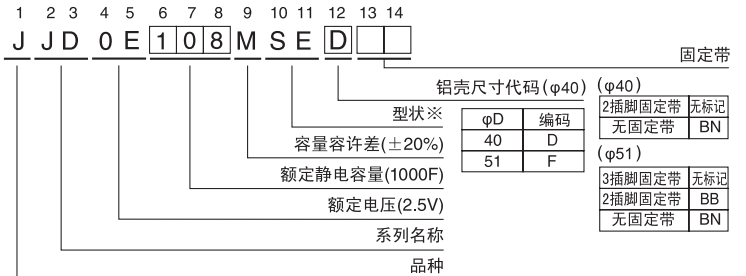 1 2 3 4 5 6 7 8 9 10 11 12 13 14
J J D 0 E 1 0 8 M S E D
固定带
铝壳尺寸代码(φ40)
(φ40)
2插脚固定带 无标记
无固定带 BN
型状※
φD 编码
40 D
51 F
容量容许差(±20%)
(φ51)
3插脚固定带 无标记
2插脚固定带 BB
无固定带 BN
额定静电容量(1000F)
额定电压(2.5V)
系列名称
品种